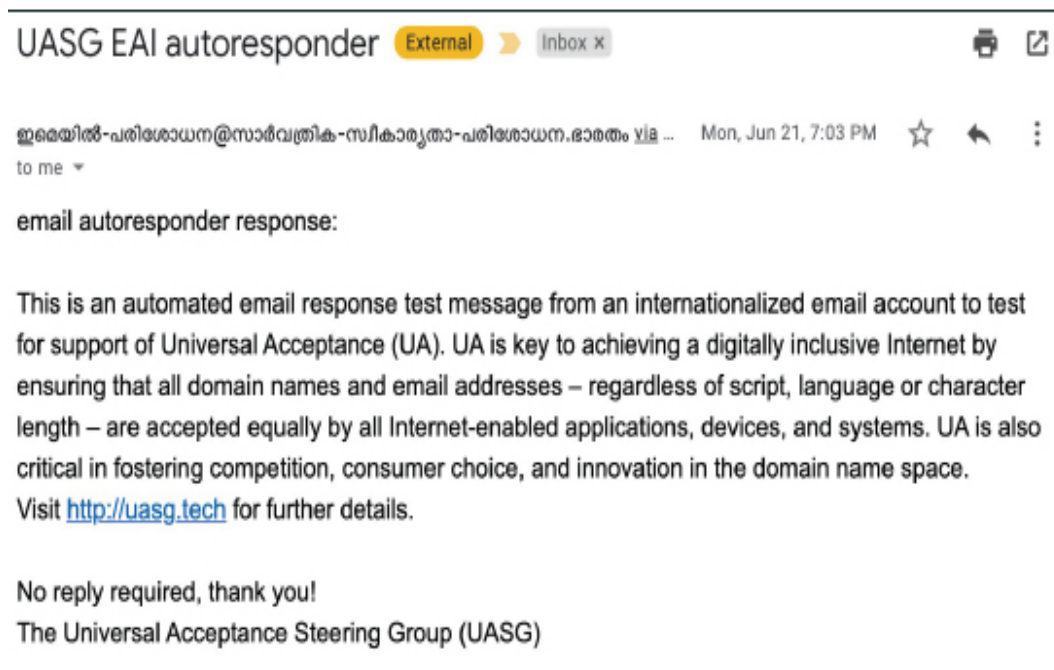 UASG EAI autoresponder External Inbox ×
ഇമെയിൽ-പരിശോധന@സാർവത്രിക-സ്വീകാര്യതാ-പരിശോധന.ഭാരതം via ... Mon, Jun 21, 7:03 PM
to me
email autoresponder response:
This is an automated email response test message from an internationalized email account to test
for support of Universal Acceptance (UA). UA is key to achieving a digitally inclusive Internet by
ensuring that all domain names and email addresses – regardless of script, language or character
length – are accepted equally by all Internet-enabled applications, devices, and systems. UA is also
critical in fostering competition, consumer choice, and innovation in the domain name space.
Visit http://uasg.tech for further details.
No reply required, thank you!
The Universal Acceptance Steering Group (UASG)